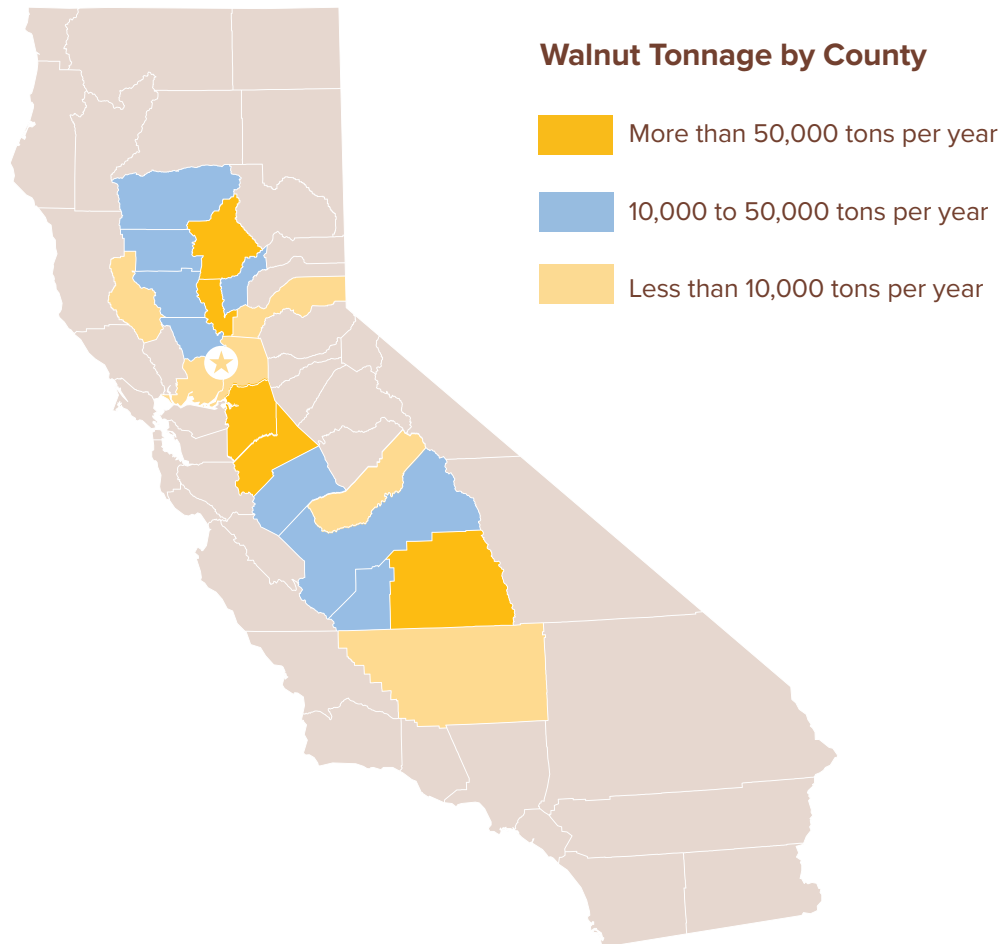 Walnut Tonnage by County
More than 50,000 tons per year
10,000 to 50,000 tons per year
Less than 10,000 tons per year